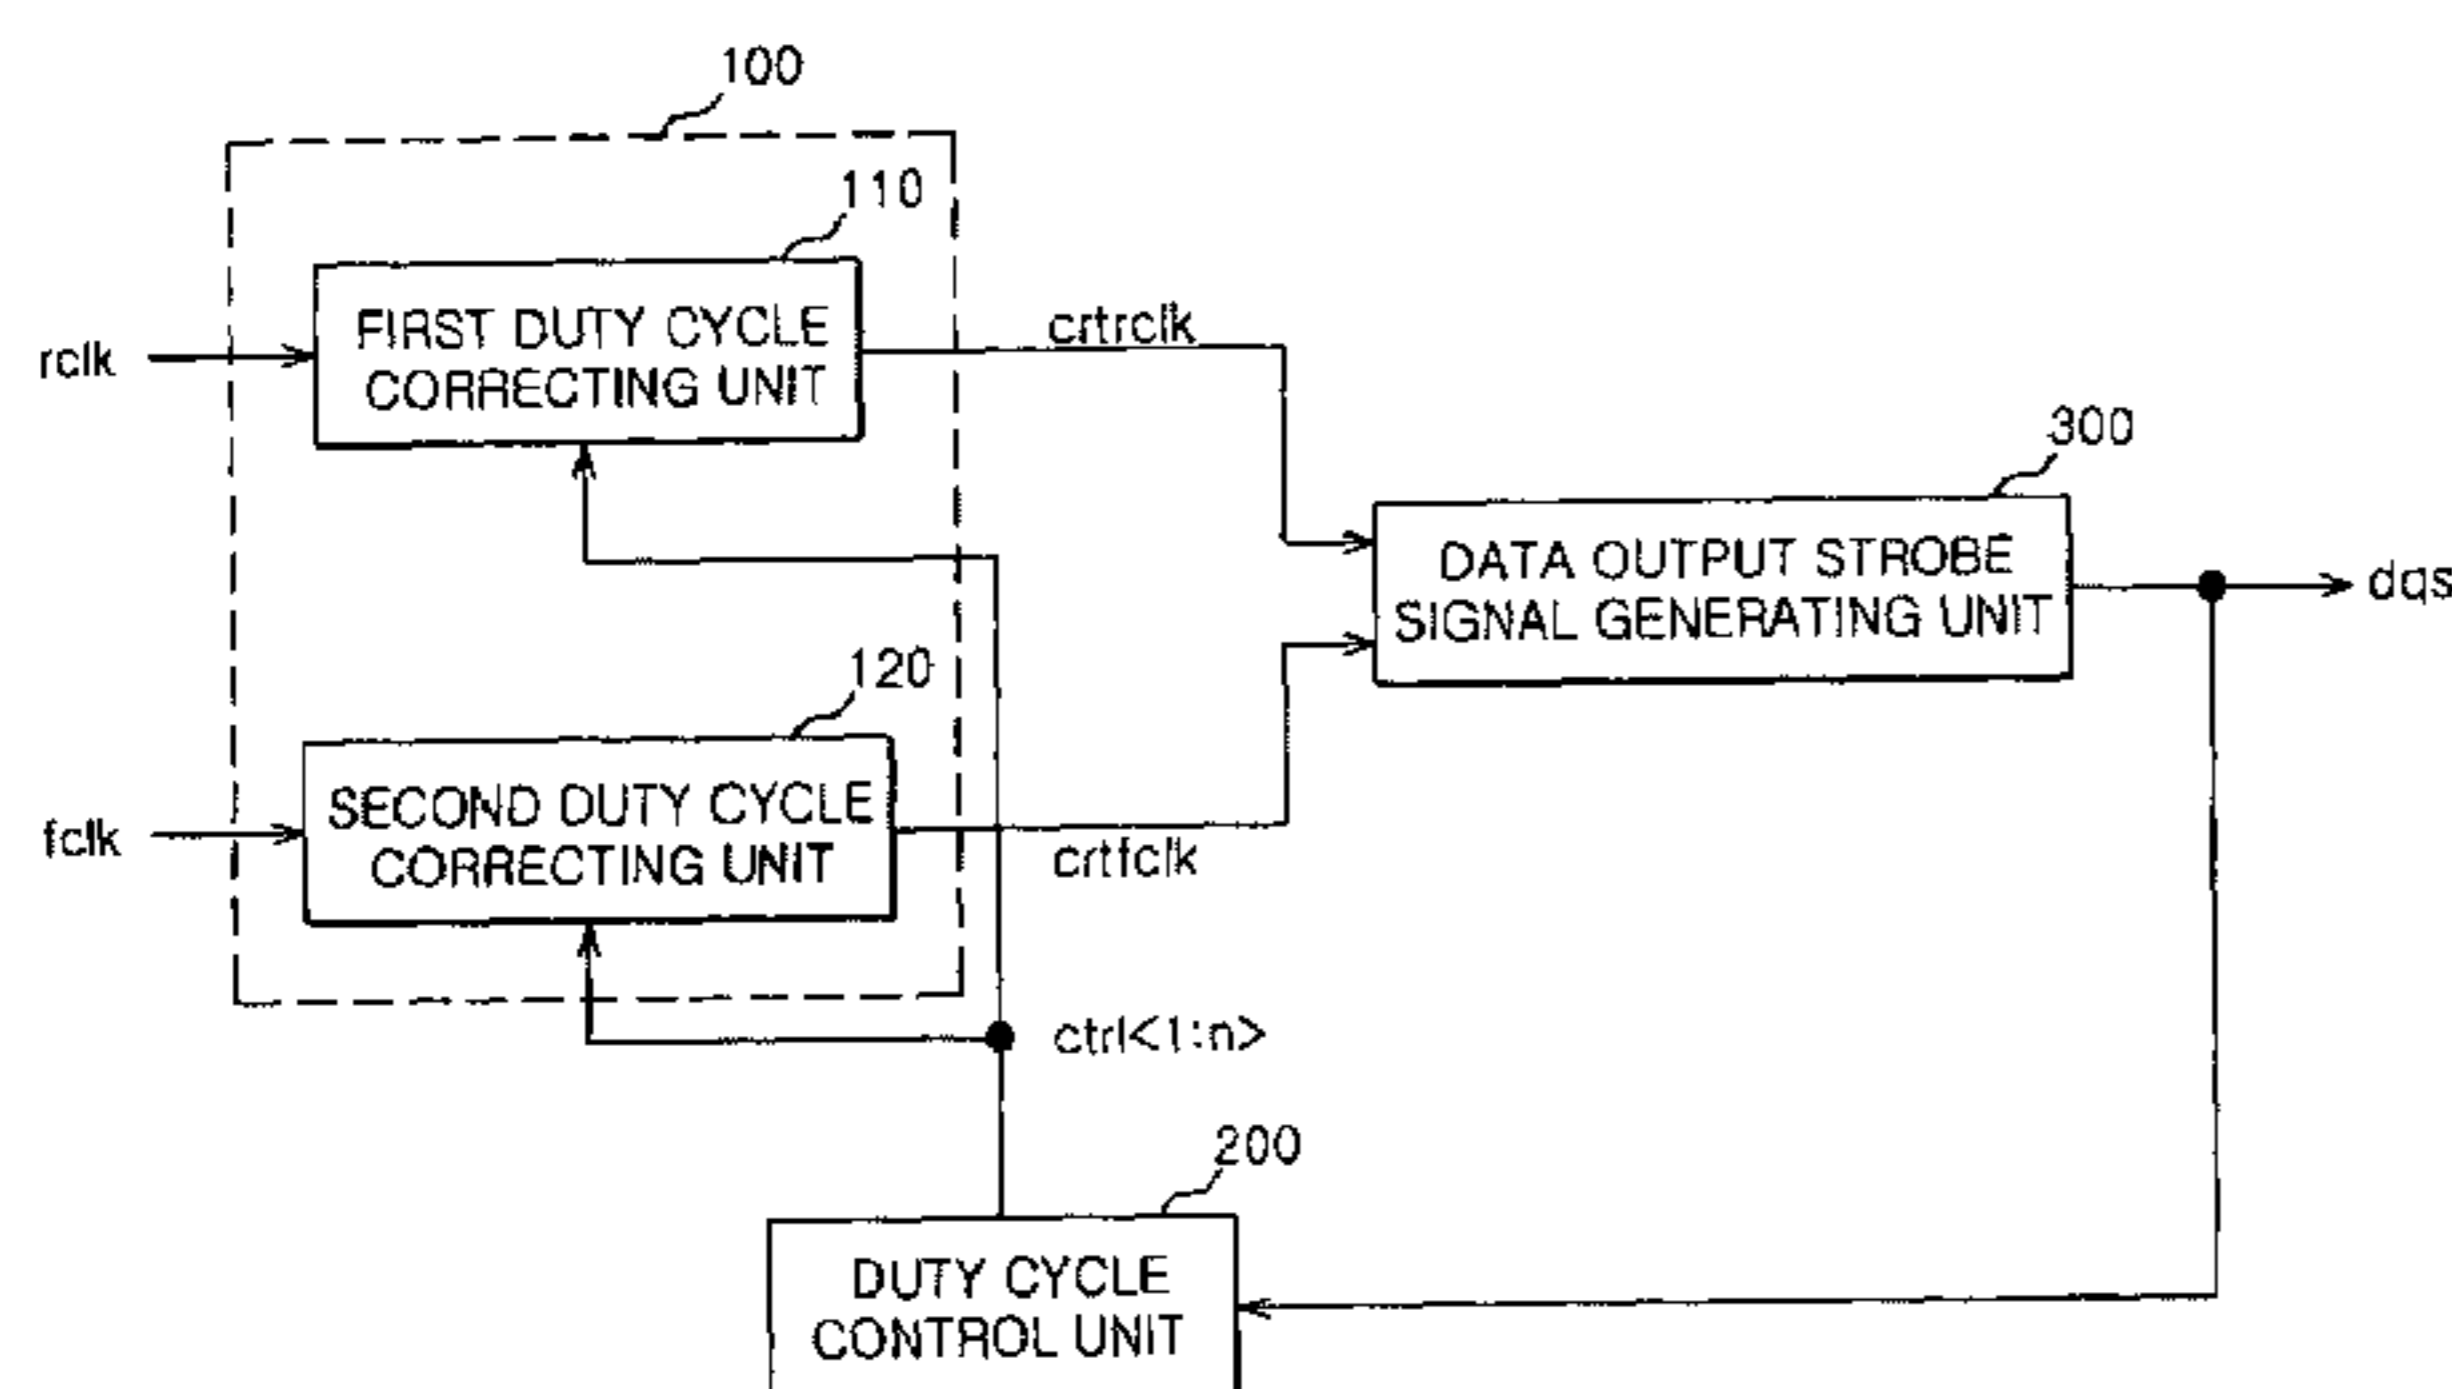 100
110
FIRST DUTY CYCLE
CORRECTING UNIT
rclk
crtrclk
300
DATA OUTPUT STROBE
SIGNAL GENERATING UNIT
dqs
120
SECOND DUTY CYCLE
CORRECTING UNIT
fclk
crtfclk
ctrl<1:n>
200
DUTY CYCLE
CONTROL UNIT